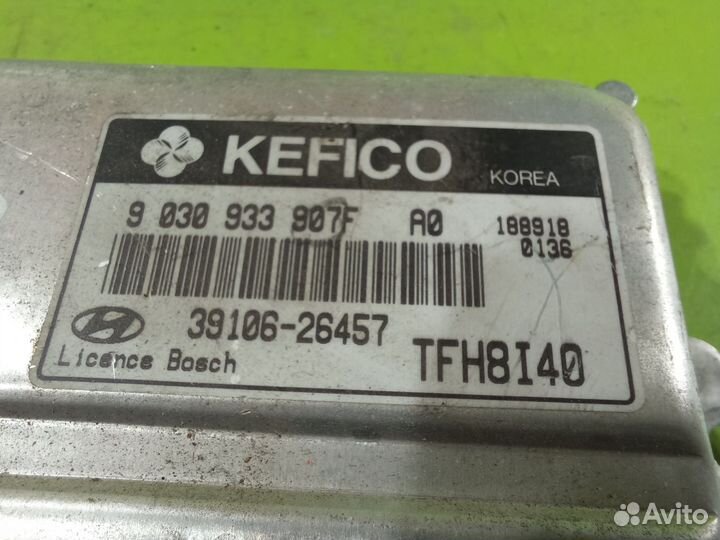 KEFICO KOREA
9 030 933 907F A0 188918
0136
39106-26457 TFH8I40
Licence Bosch
Avito